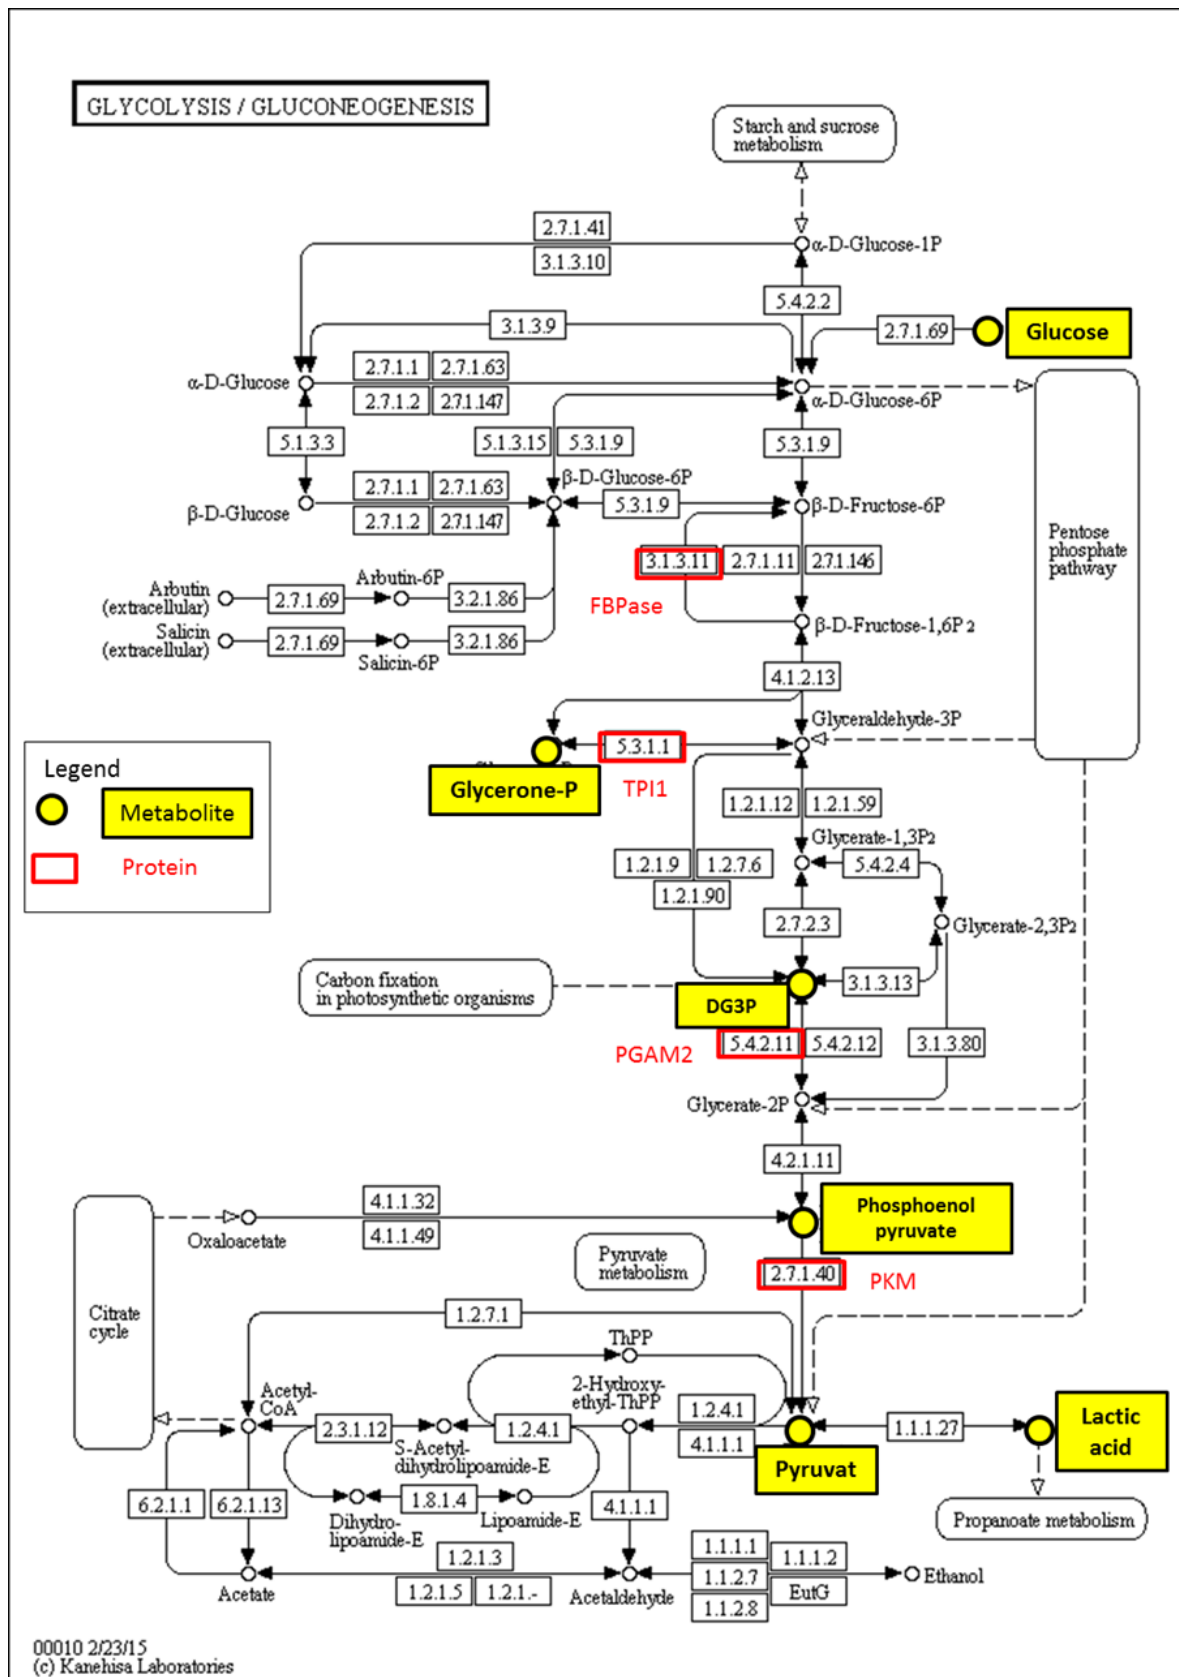 GLYCOLYSIS / GLUCONEOGENESIS
Starch and sucrose
metabolism
2.7.1.41
3.1.3.10
α-D-Glucose-1P
5.4.2.2
3.1.3.9
2.7.1.69
Glucose
α-D-Glucose
2.7.1.1
2.7.1.63
2.7.1.2
2.7.1.147
α-D-Glucose-6P
5.1.3.3
5.1.3.15
5.3.1.9
5.3.1.9
β-D-Glucose
2.7.1.1
2.7.1.63
2.7.1.2
2.7.1.147
β-D-Glucose-6P
5.3.1.9
β-D-Fructose-6P
Pentose
phosphate
pathway
3.1.3.11
2.7.1.11
2.7.1.146
FBPase
Arbutin
(extracellular)
2.7.1.69
Arbutin-6P
3.2.1.86
β-D-Fructose-1,6P2
Salicin
(extracellular)
2.7.1.69
Salicin-6P
3.2.1.86
4.1.2.13
Glyceraldehyde-3P
5.3.1.1
Glycerone-P
TPI1
Legend
Metabolite
Protein
1.2.1.12
1.2.1.59
Glycerate-1,3P2
1.2.1.9
1.2.7.6
1.2.1.90
5.4.2.4
2.7.2.3
Glycerate-2,3P2
Carbon fixation
in photosynthetic organisms
3.1.3.13
DG3P
PGAM2
5.4.2.11
5.4.2.12
3.1.3.80
Glycerate-2P
4.2.1.11
4.1.1.32
4.1.1.49
Oxaloacetate
Phosphoenol
pyruvate
Pyruvate
metabolism
2.7.1.40
PKM
Citrate
cycle
1.2.7.1
ThPP
Acetyl-
CoA
2-Hydroxy-
ethyl-ThPP
2.3.1.12
S-Acetyl-
dihydrolipoamide-E
1.2.4.1
1.2.4.1
4.1.1.1
Pyruvat
1.1.1.27
Lactic
acid
6.2.1.1
6.2.1.13
Dihydro-
lipoamide-E
1.8.1.4
Lipoamide-E
4.1.1.1
Propanoate metabolism
Acetate
1.2.1.3
1.2.1.5
1.2.1.-
Acetaldehyde
1.1.1.1
1.1.2.7
1.1.2.8
1.1.1.2
EutG
Ethanol
00010 2/23/15
(c) Kanehisa Laboratories